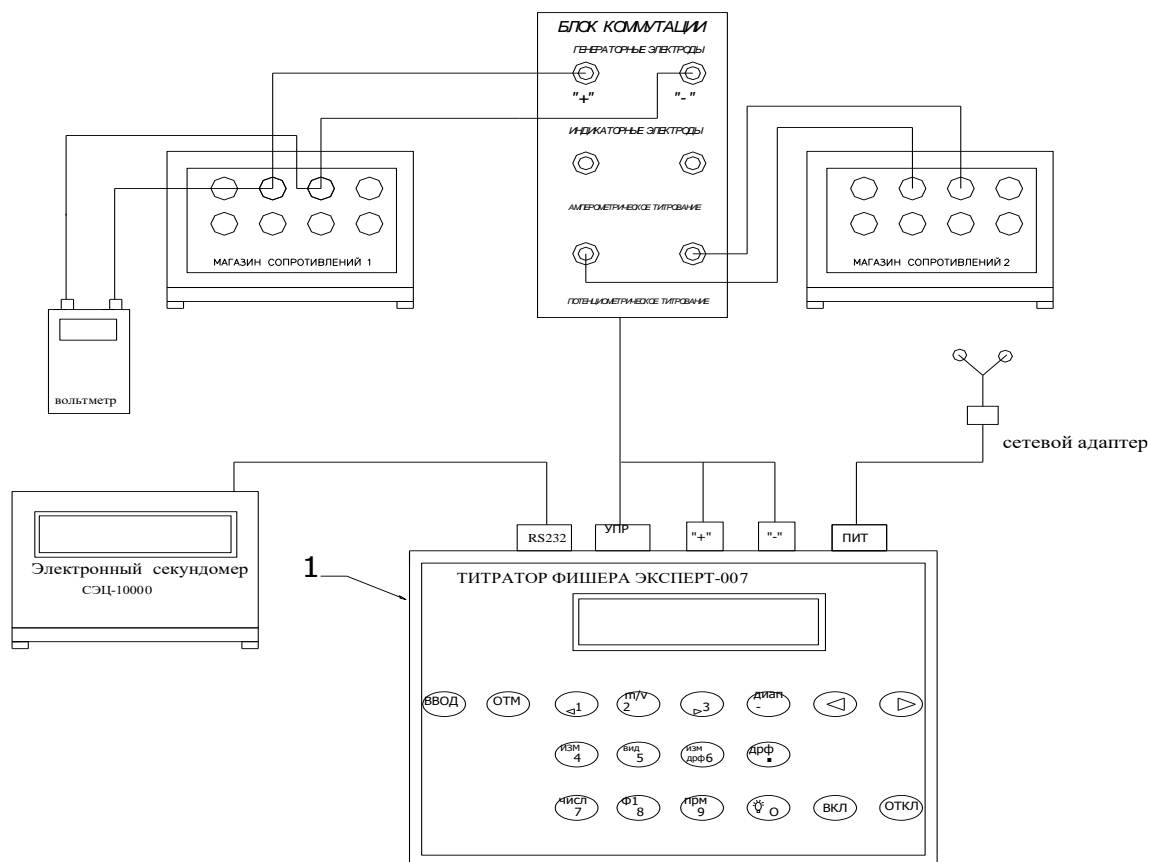 БЛОК КОММУТАЦИИ
ГЕНЕРАТОРНЫЕ ЭЛЕКТРОДЫ
"+" "-"
ИНДИКАТОРНЫЕ ЭЛЕКТРОДЫ
АМПЕРОМЕТРИЧЕСКОЕ ТИТРОВАНИЕ
МАГАЗИН СОПРОТИВЛЕНИЙ 1
МАГАЗИН СОПРОТИВЛЕНИЙ 2
ПОТЕНЦИОМЕТРИЧЕСКОЕ ТИТРОВАНИЕ
вольтметр
сетевой адаптер
RS232 УПР "+" "-" ПИТ
Электронный секундомер
СЭЦ-10000
1
ТИТРАТОР ФИШЕРА ЭКСПЕРТ-007
ВВОД ОТМ 1 m/v 2 3 диап -
изм 4 вид 5 изм дрф6 дрф .
числ 7 Ф1 8 прм 9 О ВКЛ ОТКЛ